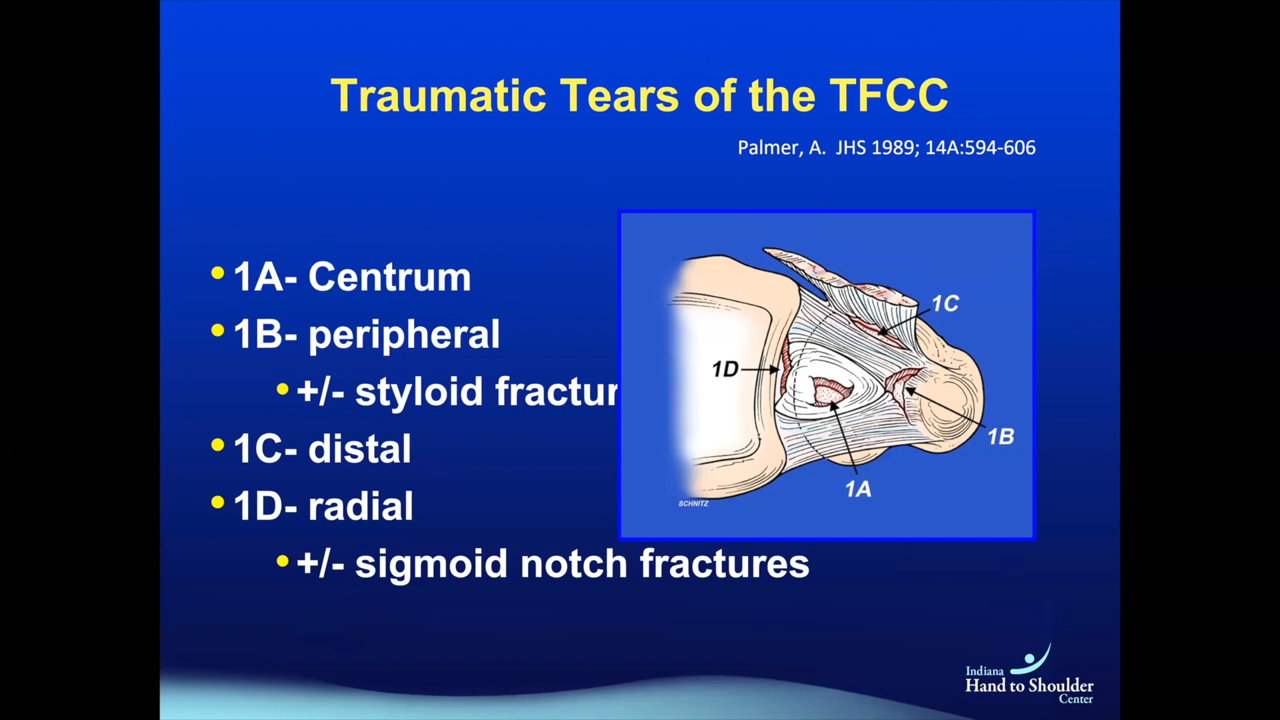 Traumatic Tears of the TFCC
Palmer, A. JHS 1989; 14A:594-606
• 1A- Centrum
• 1B- peripheral
• +/- styloid fractur
• 1C- distal
• 1D- radial
• +/- sigmoid notch fractures
1C
1D
1B
1A
SCHNITZ
Indiana
Hand to Shoulder
Center